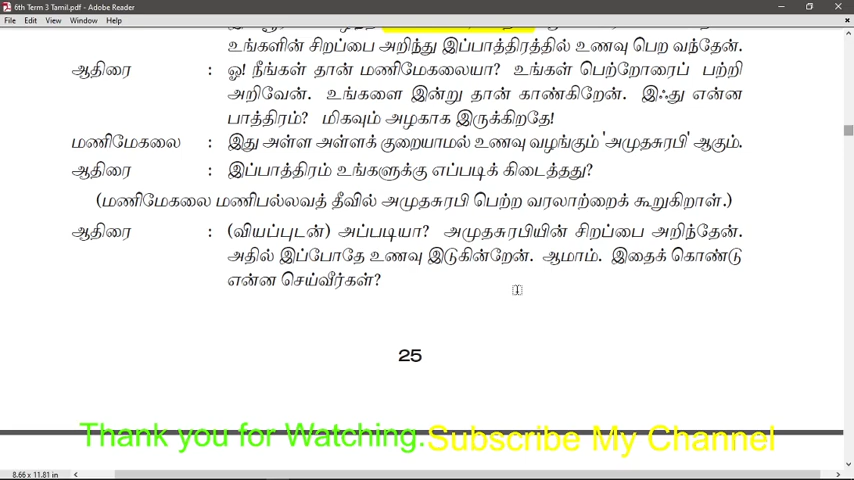 6th Term 3 Tamil.pdf - Adobe Reader
File Edit View Window Help
உங்களின் சிறப்பை அறிந்து இப்பாத்திரத்தில் உணவு பெற வந்தேன்.
ஆதிரை : ஓ! நீங்கள் தான் மணிமேகலையா? உங்கள் பெற்றோரைப் பற்றி
அறிவேன். உங்களை இன்று தான் காண்கிறேன். இஃது என்ன
பாத்திரம்? மிகவும் அழகாக இருக்கிறதே!
மணிமேகலை : இது அள்ள அள்ளக் குறையாமல் உணவு வழங்கும் 'அமுதசுரபி' ஆகும்.
ஆதிரை : இப்பாத்திரம் உங்களுக்கு எப்படிக் கிடைத்தது?
(மணிமேகலை மணிபல்லவத் தீவில் அமுதசுரபி பெற்ற வரலாற்றைக் கூறுகிறாள்.)
ஆதிரை : (வியப்புடன்) அப்படியா? அமுதசுரபியின் சிறப்பை அறிந்தேன்.
அதில் இப்போதே உணவு இடுகின்றேன். ஆமாம். இதைக் கொண்டு
என்ன செய்வீர்கள்?
25
Thank you for Watching. Subscribe My Channel
8.66 x 11.81 in